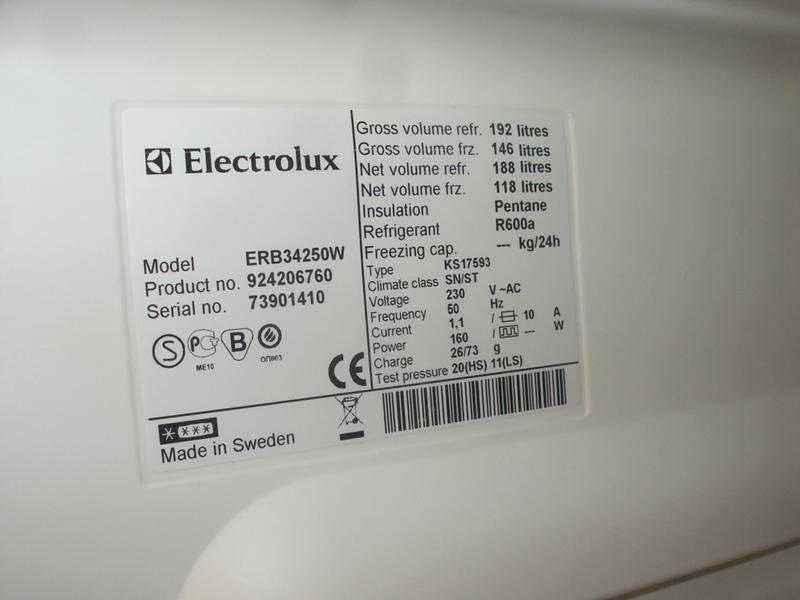 Electrolux
Model ERB34250W
Product no. 924206760
Serial no. 73901410
S PC B
ME10 ОП063
CE
Gross volume refr. 192 litres
Gross volume frz. 146 litres
Net volume refr. 188 litres
Net volume frz. 118 litres
Insulation Pentane
Refrigerant R600a
Freezing cap. --- kg/24h
Type KS17593
Climate class SN/ST
Voltage 230 V ~AC
Frequency 50 Hz
Current 1,1 / 10 A
Power 160 / --- W
Charge 26/73 g
Test pressure 20(HS) 11(LS)
Made in Sweden